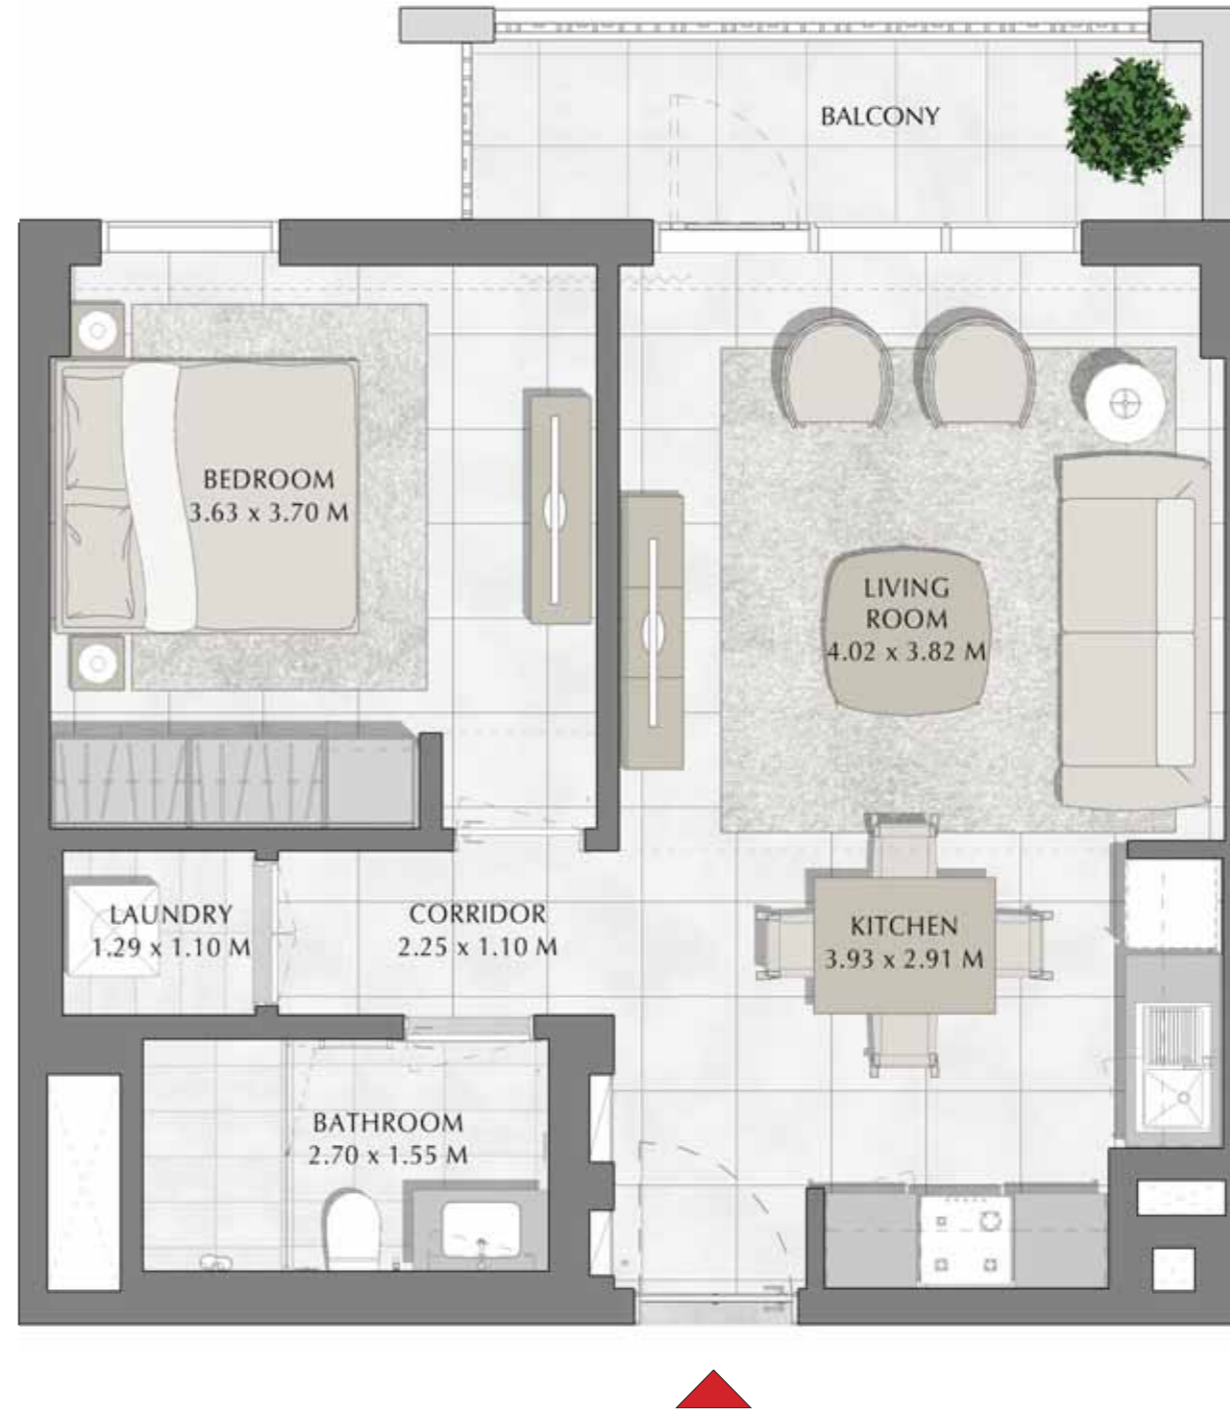 BALCONY
BEDROOM
3.63 x 3.70 M
LIVING
ROOM
4.02 x 3.82 M
LAUNDRY
1.29 x 1.10 M
CORRIDOR
2.25 x 1.10 M
KITCHEN
3.93 x 2.91 M
BATHROOM
2.70 x 1.55 M